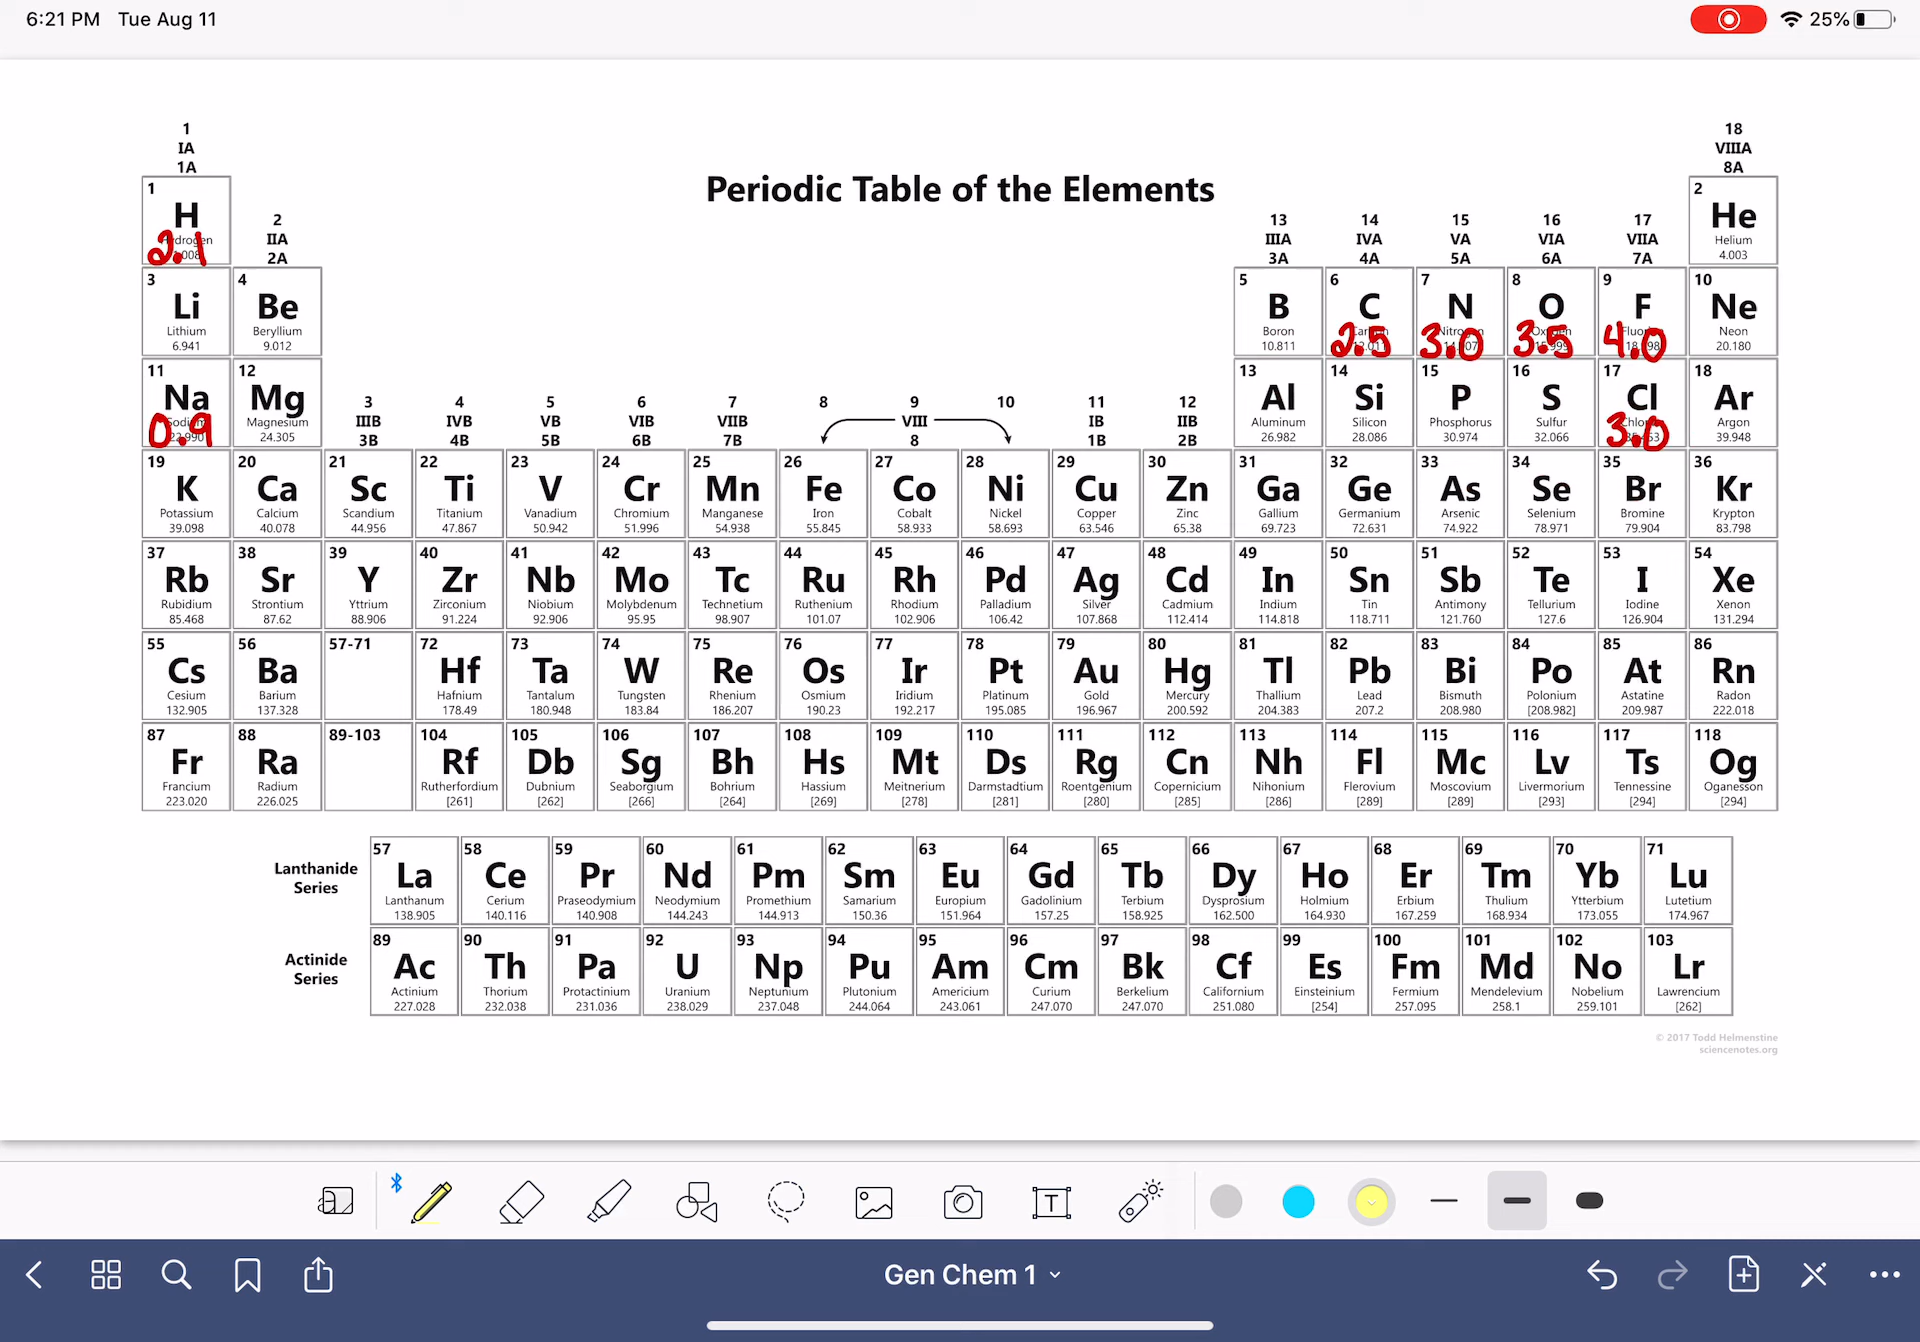 6:21 PM Tue Aug 11 25%
1 18
IA VIIIA
1A 8A
Periodic Table of the Elements
1 2
H He
Helium
2.1 4.003
2 13 14 15 16 17
IIA IIIA IVA VA VIA VIIA
2A 3A 4A 5A 6A 7A
3 4 5 6 7 8 9 10
Li Be B C N O F Ne
Lithium Beryllium Boron Neon
6.941 9.012 10.811 2.5 3.0 3.5 4.0 20.180
11 12 13 14 15 16 17 18
Na Mg Al Si P S Cl Ar
Magnesium Aluminum Silicon Phosphorus Sulfur Argon
0.9 24.305 26.982 28.086 30.974 32.066 3.0 39.948
3 4 5 6 7 8 9 10 11 12
IIIB IVB VB VIB VIIB VIII IB IIB
3B 4B 5B 6B 7B 8 1B 2B
19 20 21 22 23 24 25 26 27 28 29 30 31 32 33 34 35 36
K Ca Sc Ti V Cr Mn Fe Co Ni Cu Zn Ga Ge As Se Br Kr
Potassium Calcium Scandium Titanium Vanadium Chromium Manganese Iron Cobalt Nickel Copper Zinc Gallium Germanium Arsenic Selenium Bromine Krypton
39.098 40.078 44.956 47.867 50.942 51.996 54.938 55.845 58.933 58.693 63.546 65.38 69.723 72.631 74.922 78.971 79.904 83.798
37 38 39 40 41 42 43 44 45 46 47 48 49 50 51 52 53 54
Rb Sr Y Zr Nb Mo Tc Ru Rh Pd Ag Cd In Sn Sb Te I Xe
Rubidium Strontium Yttrium Zirconium Niobium Molybdenum Technetium Ruthenium Rhodium Palladium Silver Cadmium Indium Tin Antimony Tellurium Iodine Xenon
85.468 87.62 88.906 91.224 92.906 95.95 98.907 101.07 102.906 106.42 107.868 112.414 114.818 118.711 121.760 127.6 126.904 131.294
55 56 57-71 72 73 74 75 76 77 78 79 80 81 82 83 84 85 86
Cs Ba Hf Ta W Re Os Ir Pt Au Hg Tl Pb Bi Po At Rn
Cesium Barium Hafnium Tantalum Tungsten Rhenium Osmium Iridium Platinum Gold Mercury Thallium Lead Bismuth Polonium Astatine Radon
132.905 137.328 178.49 180.948 183.84 186.207 190.23 192.217 195.085 196.967 200.592 204.383 207.2 208.980 [208.982] 209.987 222.018
87 88 89-103 104 105 106 107 108 109 110 111 112 113 114 115 116 117 118
Fr Ra Rf Db Sg Bh Hs Mt Ds Rg Cn Nh Fl Mc Lv Ts Og
Francium Radium Rutherfordium Dubnium Seaborgium Bohrium Hassium Meitnerium Darmstadtium Roentgenium Copernicium Nihonium Flerovium Moscovium Livermorium Tennessine Oganesson
223.020 226.025 [261] [262] [266] [264] [269] [278] [281] [280] [285] [286] [289] [289] [293] [294] [294]
Lanthanide
Series
57 58 59 60 61 62 63 64 65 66 67 68 69 70 71
La Ce Pr Nd Pm Sm Eu Gd Tb Dy Ho Er Tm Yb Lu
Lanthanum Cerium Praseodymium Neodymium Promethium Samarium Europium Gadolinium Terbium Dysprosium Holmium Erbium Thulium Ytterbium Lutetium
138.905 140.116 140.908 144.243 144.913 150.36 151.964 157.25 158.925 162.500 164.930 167.259 168.934 173.055 174.967
Actinide
Series
89 90 91 92 93 94 95 96 97 98 99 100 101 102 103
Ac Th Pa U Np Pu Am Cm Bk Cf Es Fm Md No Lr
Actinium Thorium Protactinium Uranium Neptunium Plutonium Americium Curium Berkelium Californium Einsteinium Fermium Mendelevium Nobelium Lawrencium
227.028 232.038 231.036 238.029 237.048 244.064 243.061 247.070 247.070 251.080 [254] 257.095 258.1 259.101 [262]
© 2017 Todd Helmenstine
sciencenotes.org
a T
Gen Chem 1